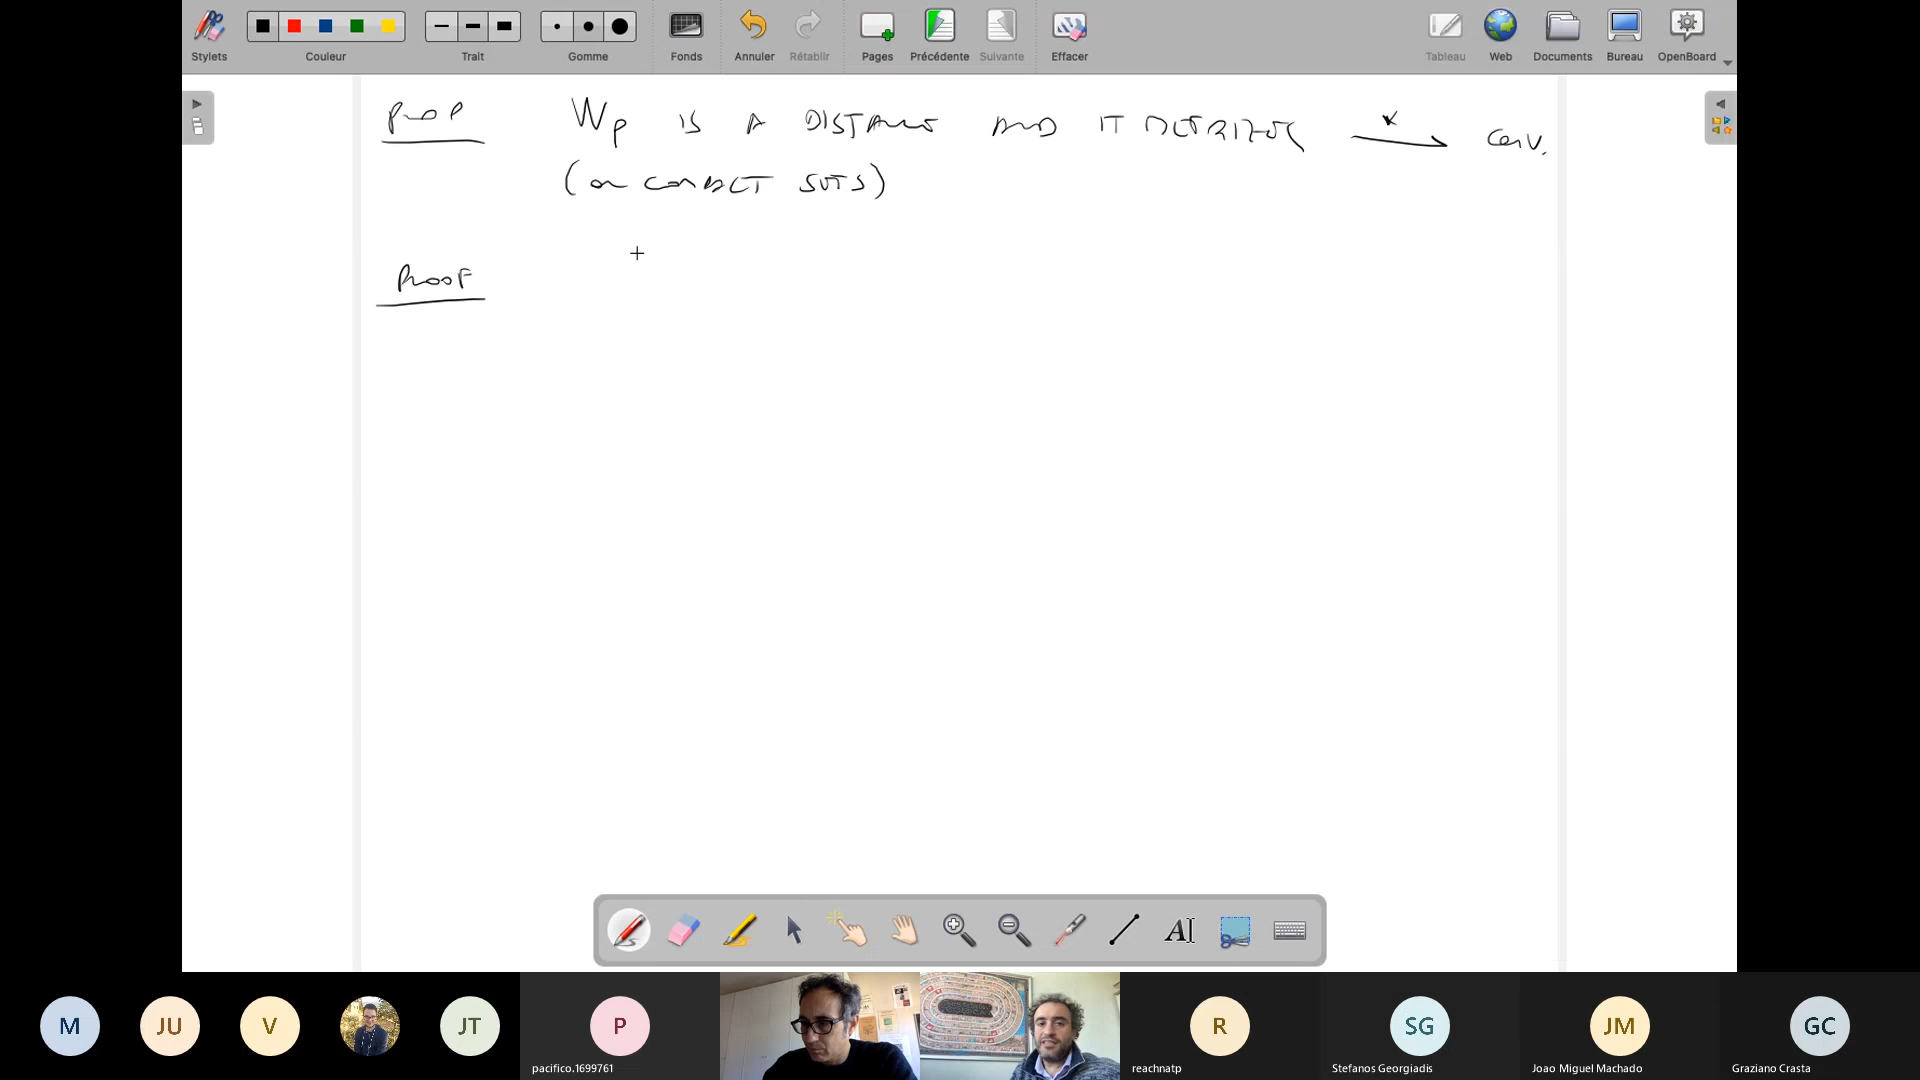 Stylets Couleur Trait Gomme Fonds Annuler Rétablir Pages Précédente Suivante Effacer Tableau Web Documents Bureau OpenBoard
PROP Wp IS A DISTANCE AND IT METRIZES * CONV.
(ON COMPACT SETS)
PROOF
AI
M JU V JT P R SG JM GC
pacifico.1699761 reachnatp Stefanos Georgiadis Joao Miguel Machado Graziano Crasta